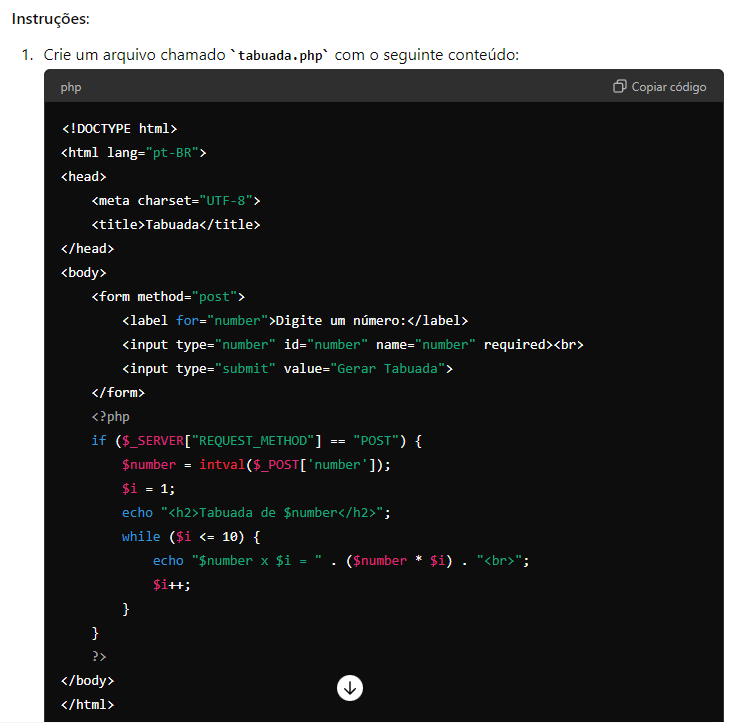 Instruções:
1. Crie um arquivo chamado `tabuada.php` com o seguinte conteúdo:
php
Copiar código
<!DOCTYPE html>
<html lang="pt-BR">
<head>
    <meta charset="UTF-8">
    <title>Tabuada</title>
</head>
<body>
    <form method="post">
        <label for="number">Digite um número:</label>
        <input type="number" id="number" name="number" required><br>
        <input type="submit" value="Gerar Tabuada">
    </form>
    <?php
    if ($_SERVER["REQUEST_METHOD"] == "POST") {
        $number = intval($_POST['number']);
        $i = 1;
        echo "<h2>Tabuada de $number</h2>";
        while ($i <= 10) {
            echo "$number x $i = " . ($number * $i) . "<br>";
            $i++;
        }
    }
    ?>
</body>
</html>